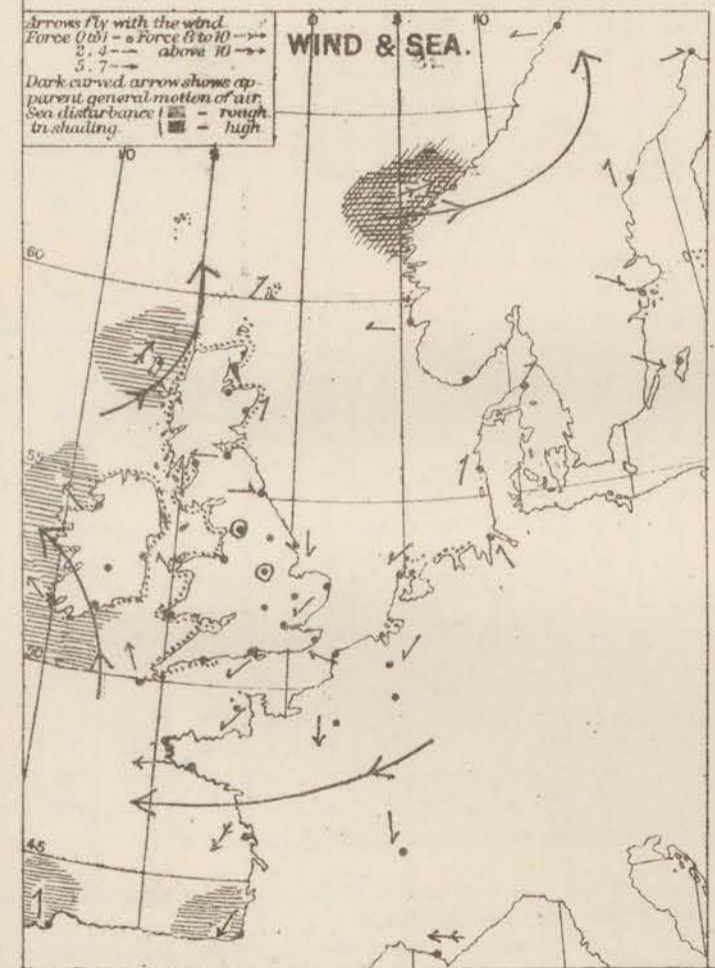 Arrows fly with the wind.
Force 0 to 1 - o Force 8 to 10
2. 4 above 10
5. 7
Dark curved arrow shows ap-
parent general motion of air.
Sea disturbance - rough.
in shading. - high.
WIND & SEA.
0 5 10
10 5
60
55
50
45